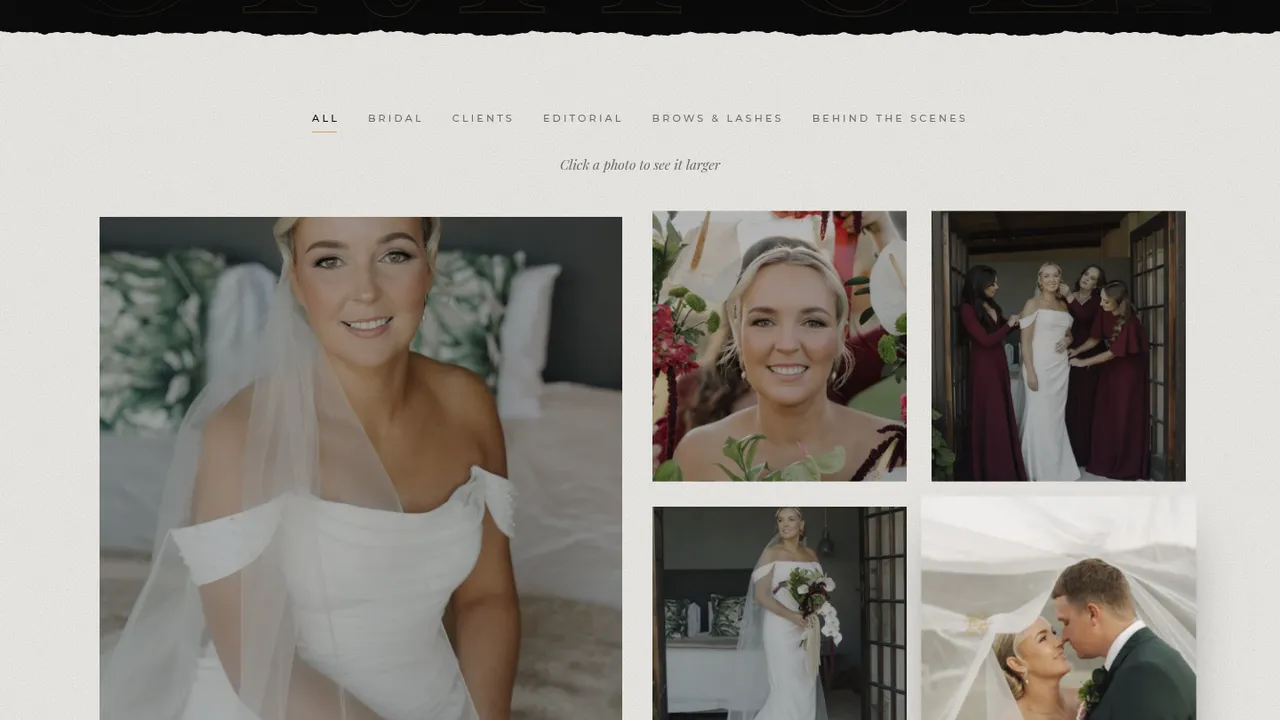 ALL
BRIDAL
CLIENTS
EDITORIAL
BROWS & LASHES
BEHIND THE SCENES
Click a photo to see it larger